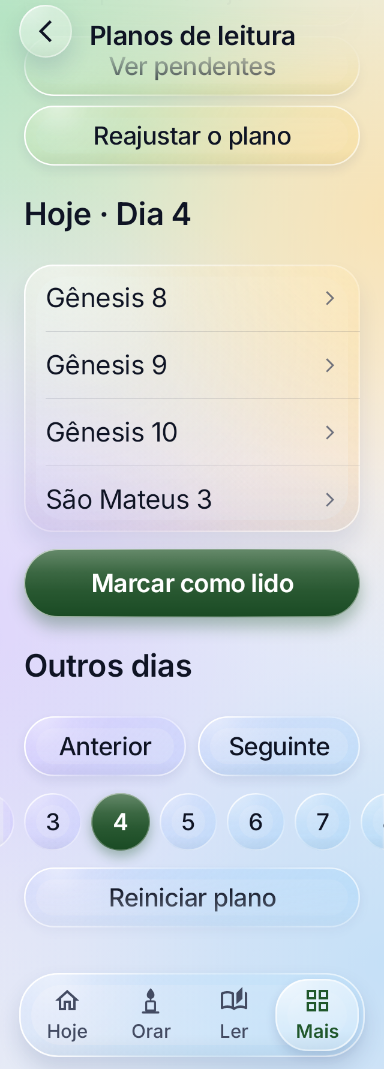 Planos de leitura
Ver pendentes
Reajustar o plano
Hoje · Dia 4
Gênesis 8
Gênesis 9
Gênesis 10
São Mateus 3
Marcar como lido
Outros dias
Anterior Seguinte
3 4 5 6 7
Reiniciar plano
Hoje Orar Ler Mais